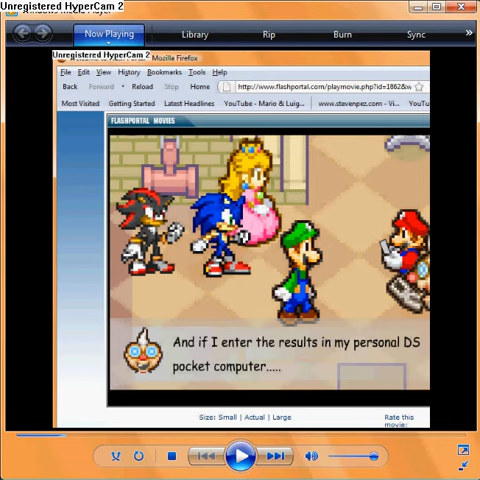 Unregistered HyperCam 2
Now Playing Library Rip Burn Sync »
Unregistered HyperCam 2
Mozilla Firefox
File Edit View History Bookmarks Tools Help
Back Forward Reload Stop Home http://www.flashportal.com/playmovie.php?id=1862&w
Most Visited Getting Started Latest Headlines YouTube - Mario & Luig... www.stevenpez.com_vi... YouTu
FLASHPORTAL MOVIES
And if I enter the results in my personal DS
pocket computer.....
Size: Small | Actual | Large
Rate this
movie: